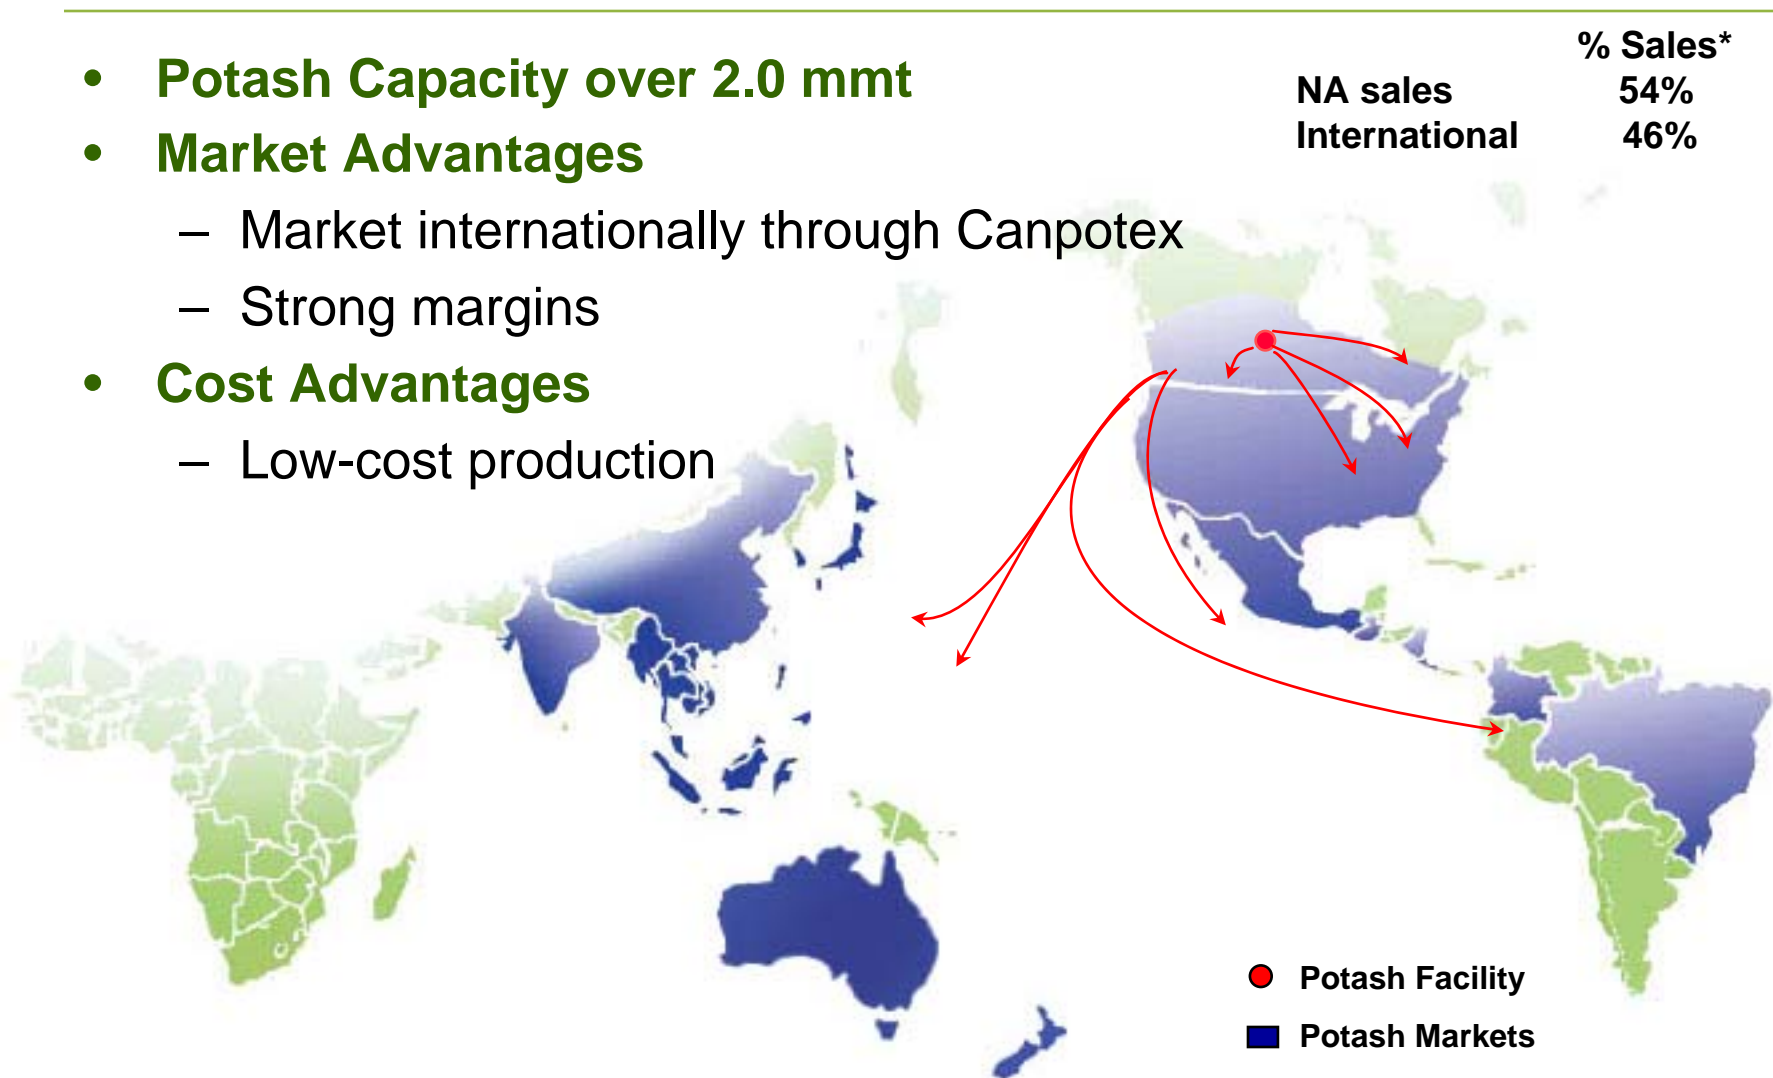 • Potash Capacity over 2.0 mmt
• Market Advantages
– Market internationally through Canpotex
– Strong margins
• Cost Advantages
– Low-cost production
% Sales*
NA sales 54%
International 46%
Potash Facility
Potash Markets